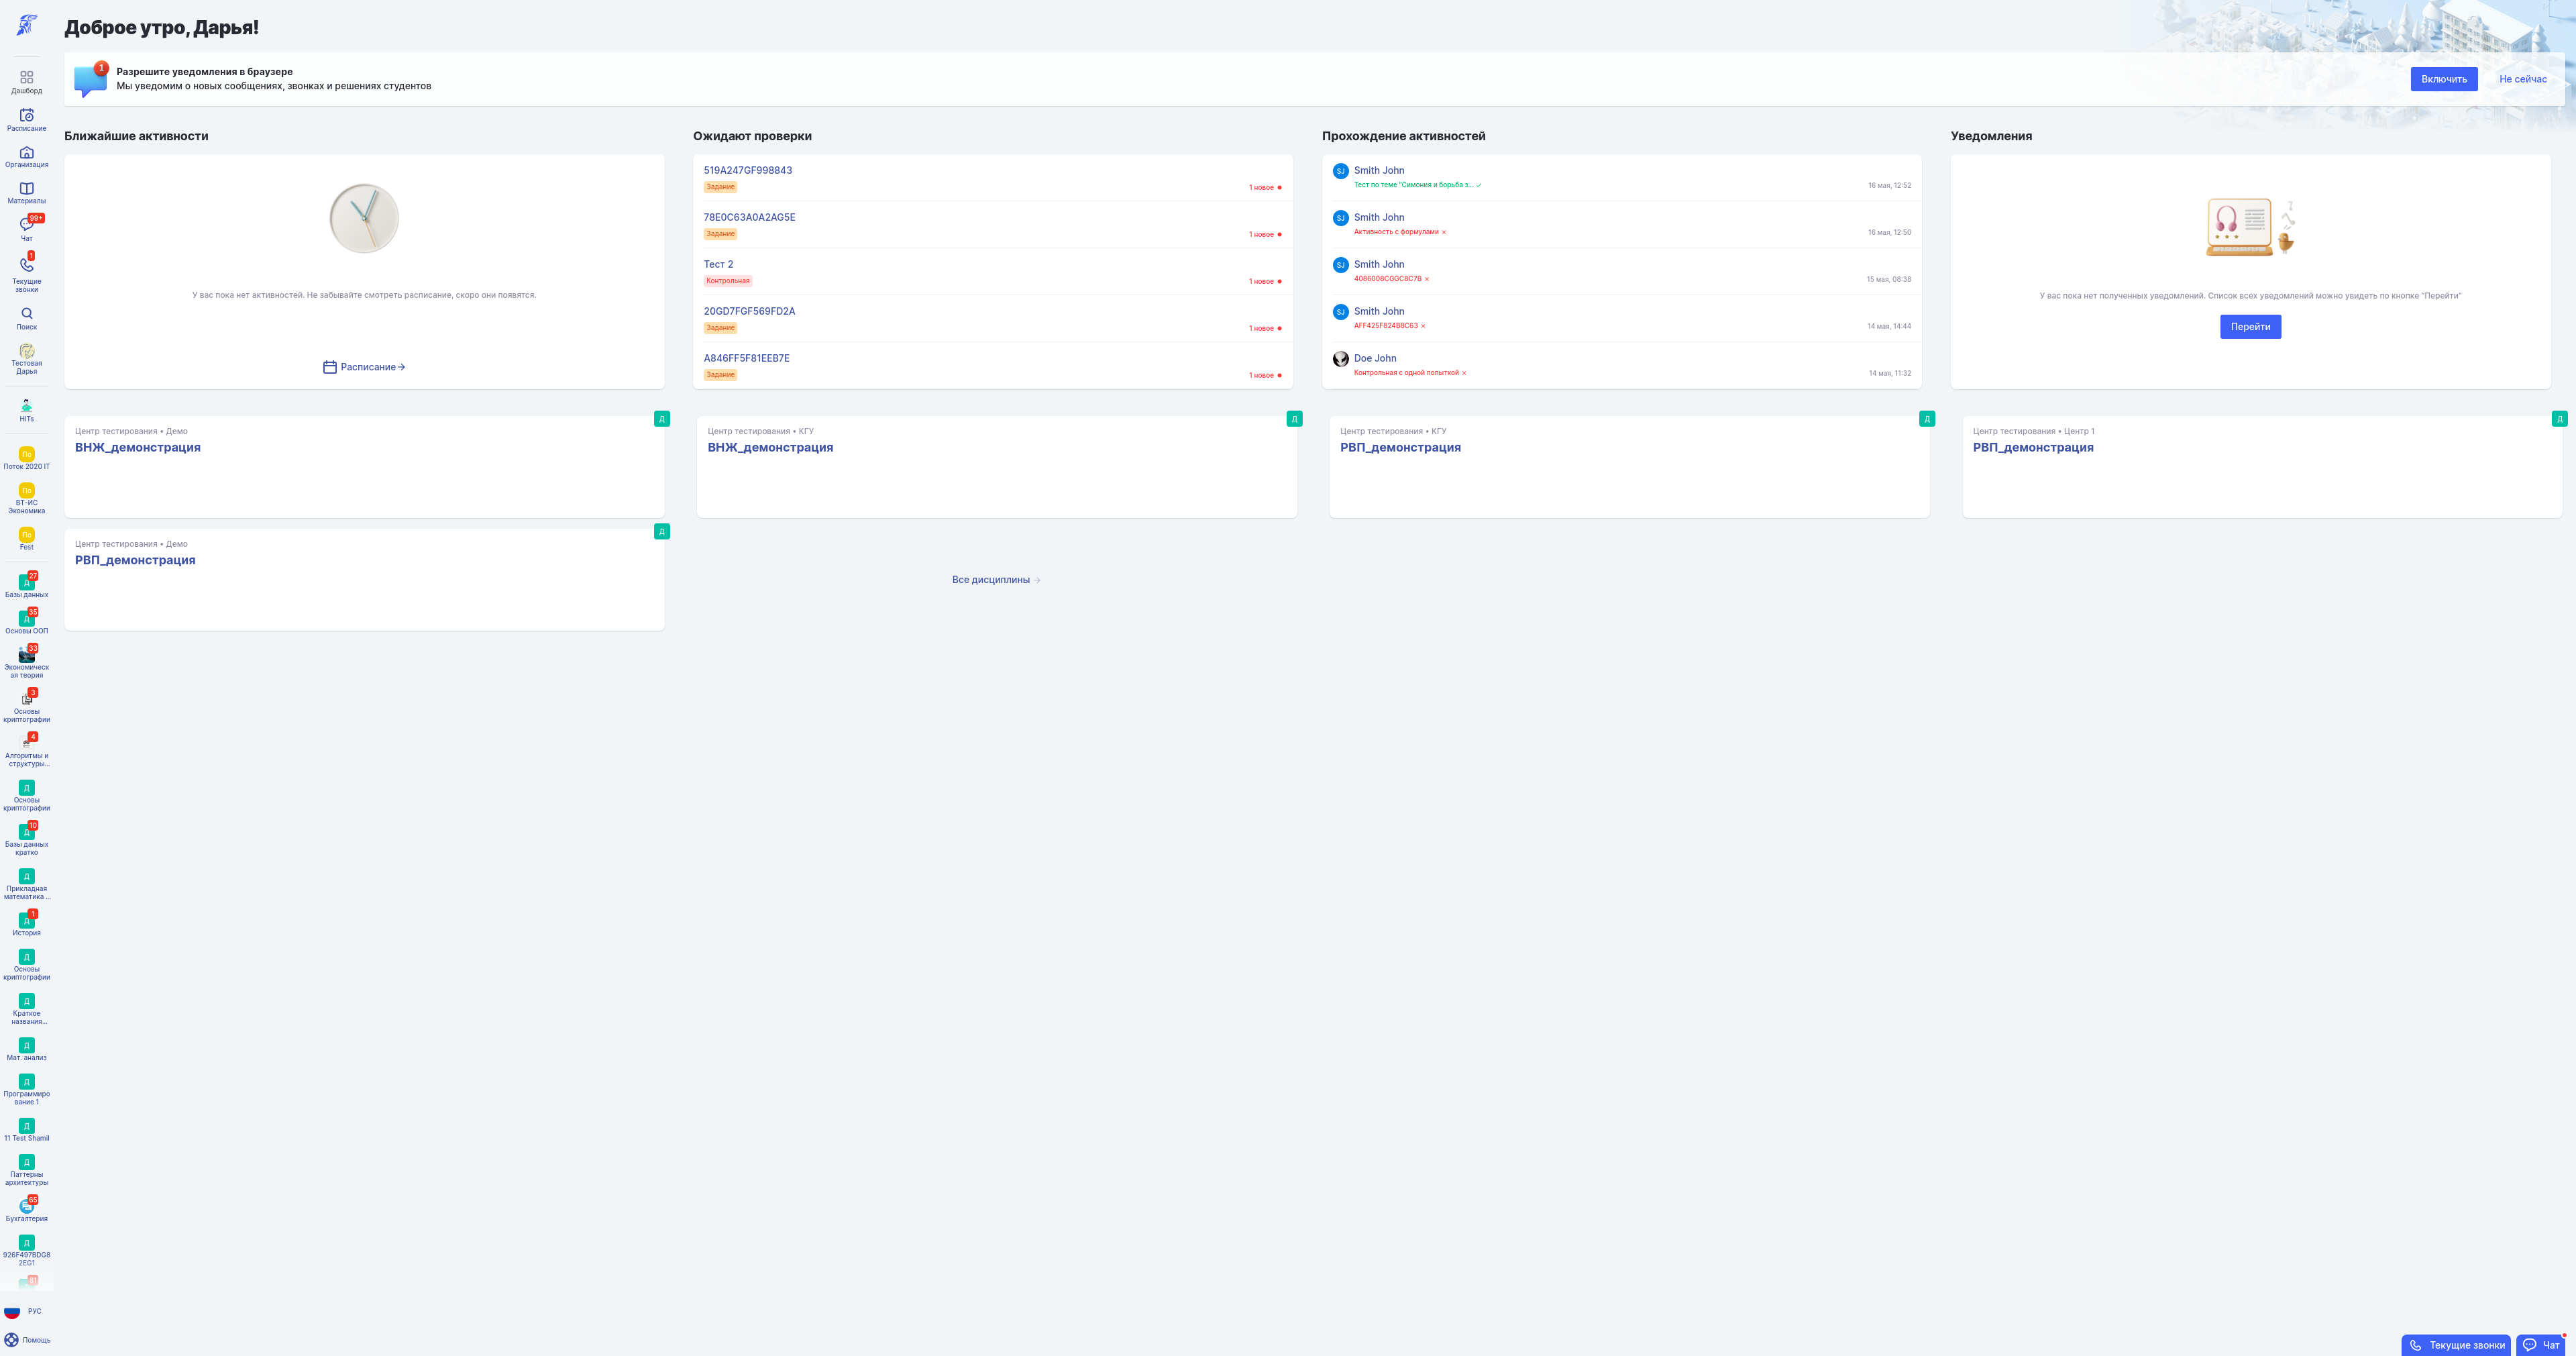 Доброе утро, Дарья!
1
Разрешите уведомления в браузере
Мы уведомим о новых сообщениях, звонках и решениях студентов
Включить
Не сейчас
Дашборд
Расписание
Организация
Материалы
99+
Чат
1
Текущие
звонки
Поиск
Тестовая
Дарья
HITs
По
Поток 2020 IT
По
ВТ-ИС
Экономика
По
Fest
Д
27
Базы данных
Д
35
Основы ООП
33
Экономическ
ая теория
3
Основы
криптографии
4
Алгоритмы и
структуры...
Д
Основы
криптографии
Д
10
Базы данных
кратко
Д
Прикладная
математика ...
Д
1
История
Д
Основы
криптографии
Д
Краткое
названия...
Д
Мат. анализ
Д
Программиро
вание 1
Д
11 Test Shamil
Д
Паттерны
архитектуры
65
Бухгалтерия
Д
926F497BDG8
2EG1
РУС
Помощь
Ближайшие активности
У вас пока нет активностей. Не забывайте смотреть расписание, скоро они появятся.
Расписание
Ожидают проверки
519A247GF998843
Задание
1 новое
78E0C63A0A2AG5E
Задание
1 новое
Тест 2
Контрольная
1 новое
20GD7FGF569FD2A
Задание
1 новое
A846FF5F81EEB7E
Задание
1 новое
Прохождение активностей
SJ
Smith John
Тест по теме "Симония и борьба з...
16 мая, 12:52
SJ
Smith John
Активность с формулами
16 мая, 12:50
SJ
Smith John
4086008CGGC8C7B
15 мая, 08:38
SJ
Smith John
AFF425F824B8C63
14 мая, 14:44
Doe John
Контрольная с одной попыткой
14 мая, 11:32
Уведомления
У вас пока нет полученных уведомлений. Список всех уведомлений можно увидеть по кнопке "Перейти"
Перейти
Д
Центр тестирования • Демо
ВНЖ_демонстрация
Д
Центр тестирования • КГУ
ВНЖ_демонстрация
Д
Центр тестирования • КГУ
РВП_демонстрация
Д
Центр тестирования • Центр 1
РВП_демонстрация
Д
Центр тестирования • Демо
РВП_демонстрация
Все дисциплины
Текущие звонки
Чат